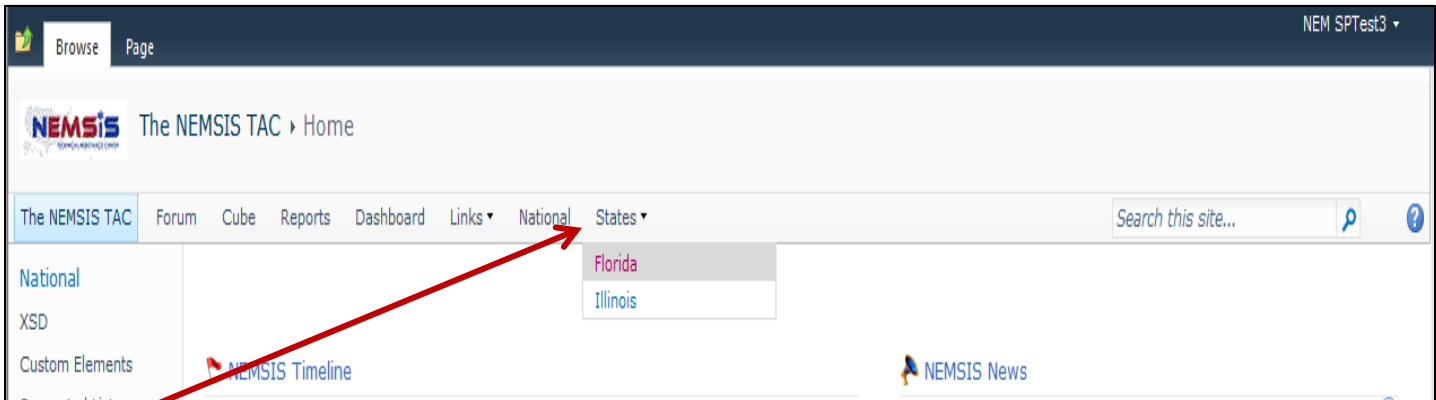 NEM SPTest3
Browse Page
NEMSIS
The NEMSIS TAC Home
The NEMSIS TAC Forum Cube Reports Dashboard Links National States Search this site...
Florida
Illinois
National
XSD
Custom Elements
NEMSIS Timeline NEMSIS News